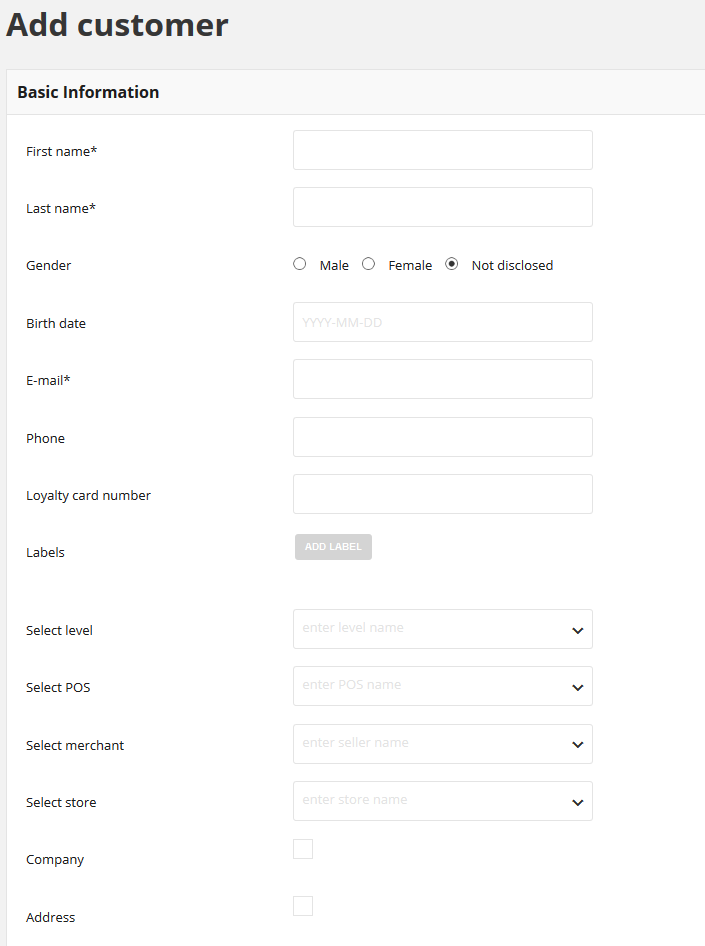 Add customer
Basic Information
First name*
Last name*
Gender Male Female Not disclosed
Birth date YYYY-MM-DD
E-mail*
Phone
Loyalty card number
Labels ADD LABEL
Select level enter level name
Select POS enter POS name
Select merchant enter seller name
Select store enter store name
Company
Address